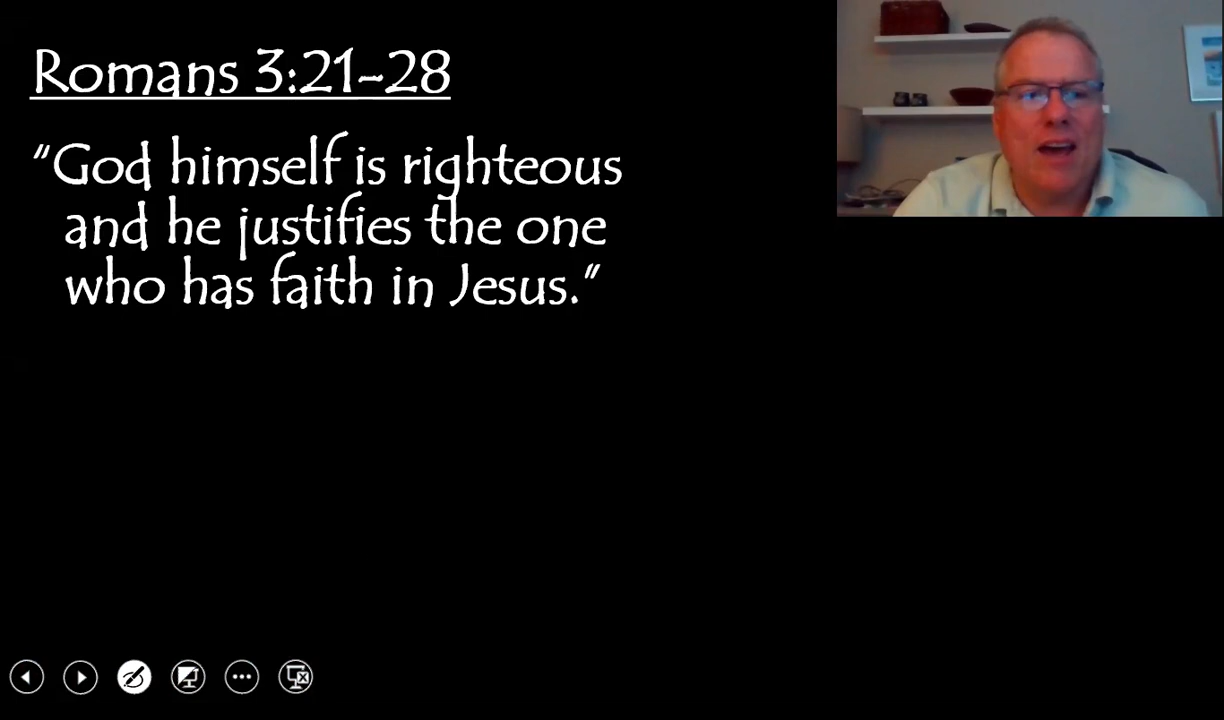 Romans 3:21-28
"God himself is righteous
and he justifies the one
who has faith in Jesus."